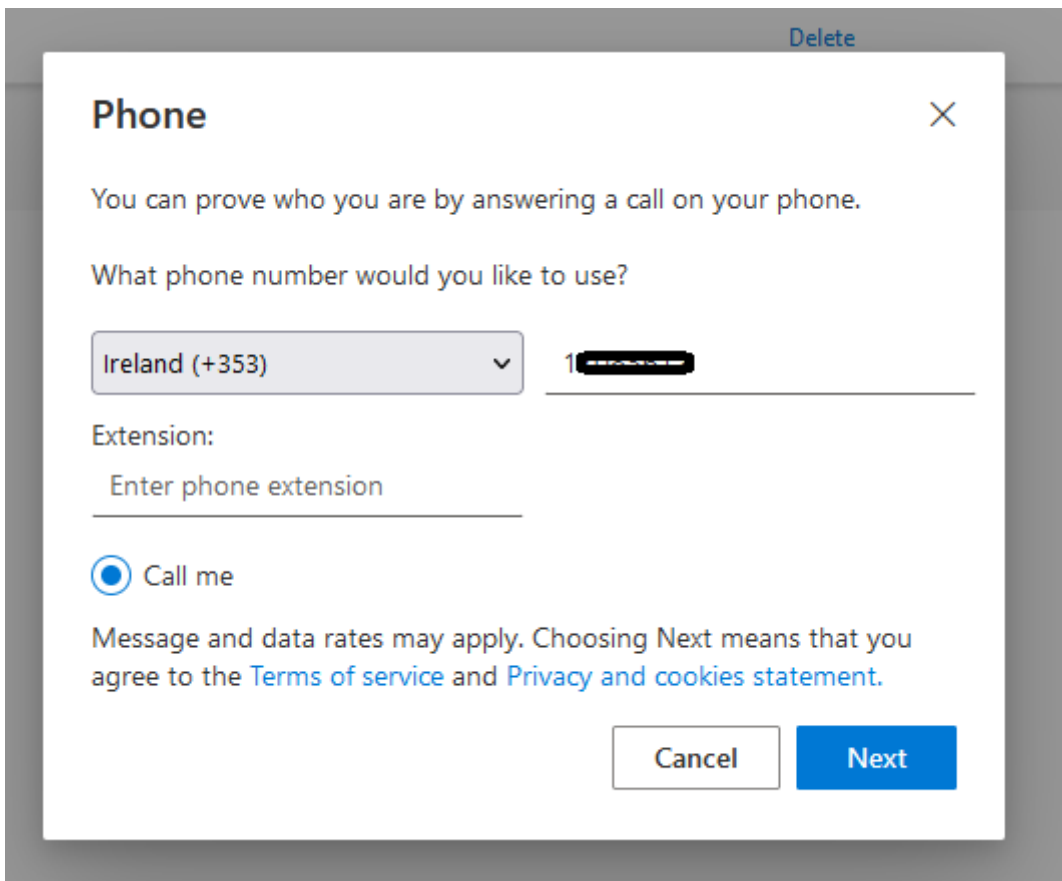 Delete
Phone
You can prove who you are by answering a call on your phone.
What phone number would you like to use?
Ireland (+353)
1
Extension:
Enter phone extension
Call me
Message and data rates may apply. Choosing Next means that you
agree to the Terms of service and Privacy and cookies statement.
Cancel
Next